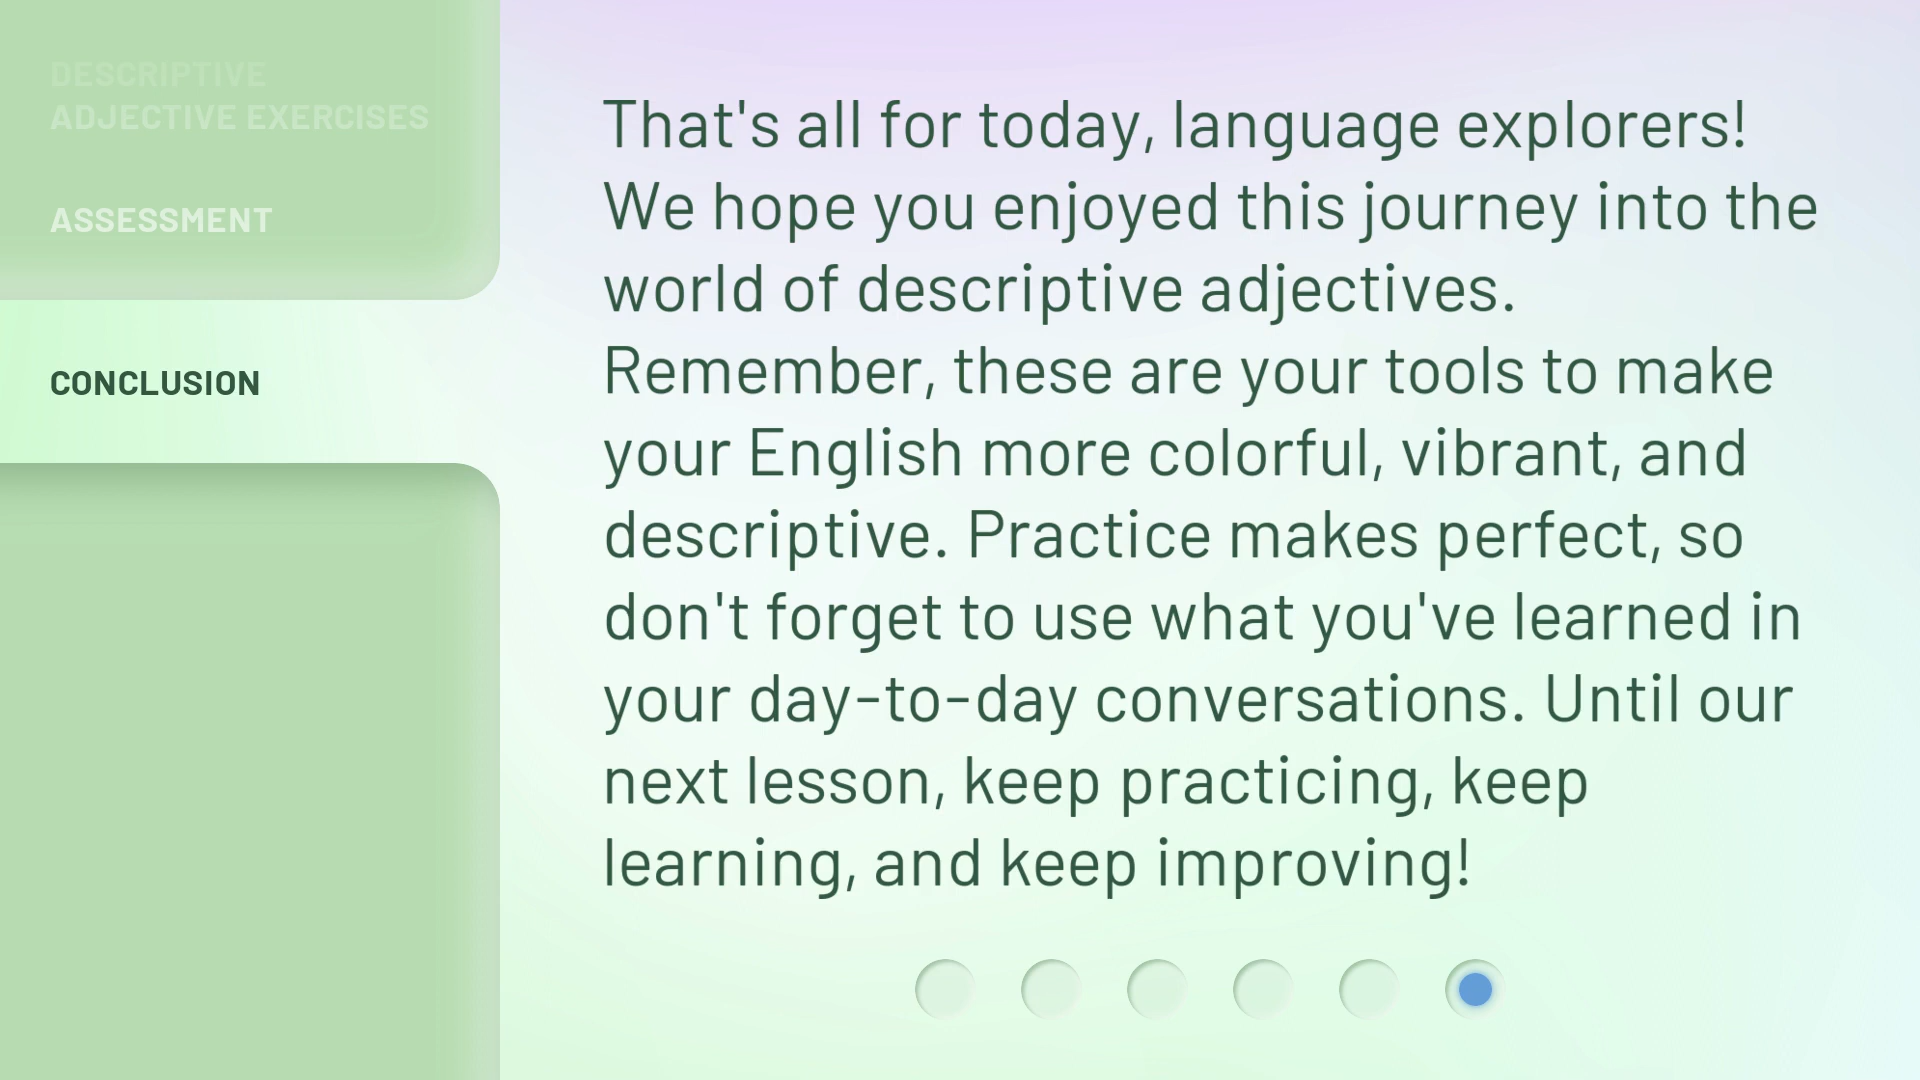 DESCRIPTIVE
ADJECTIVE EXERCISES
ASSESSMENT
CONCLUSION
That's all for today, language explorers!
We hope you enjoyed this journey into the
world of descriptive adjectives.
Remember, these are your tools to make
your English more colorful, vibrant, and
descriptive. Practice makes perfect, so
don't forget to use what you've learned in
your day-to-day conversations. Until our
next lesson, keep practicing, keep
learning, and keep improving!